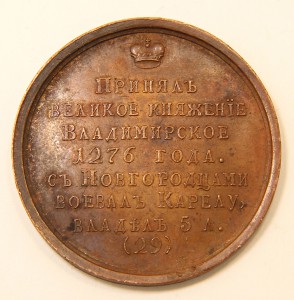 Принялъ
великое княженіе
Владимирское
1276 года.
съ Новгородцами
воевалъ Карелу,
владѣлъ 5 л.
(29)